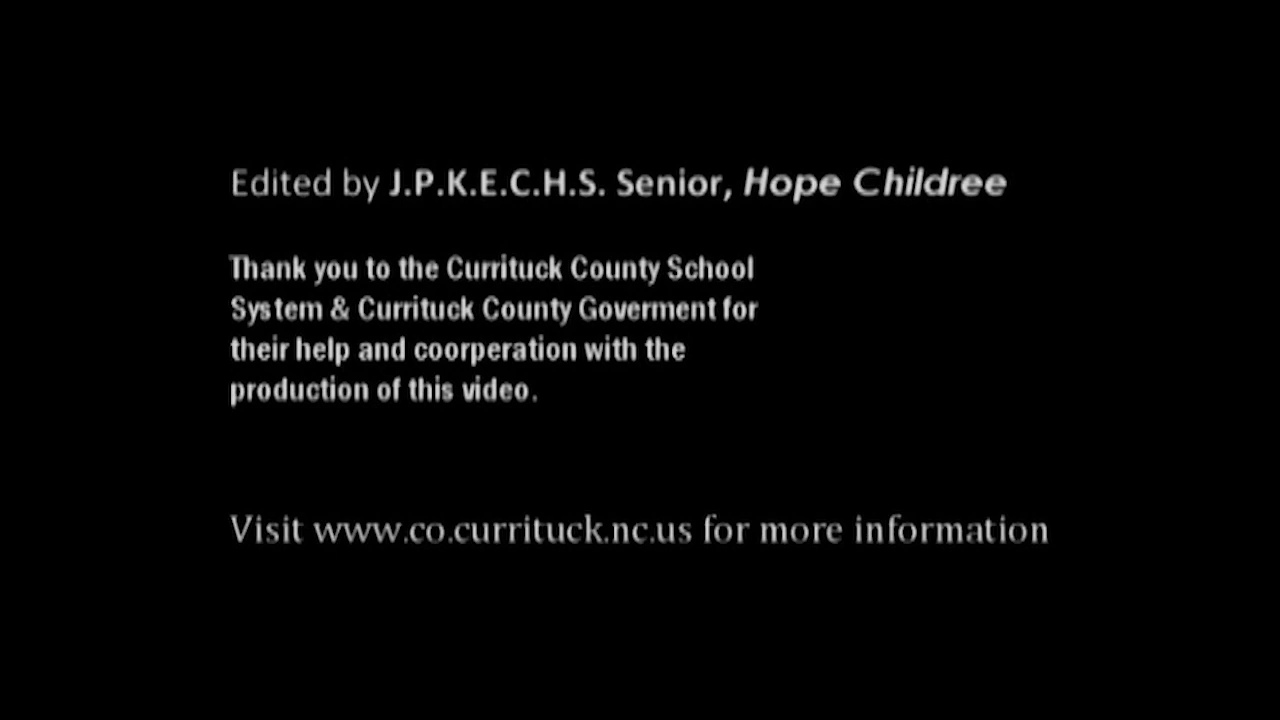 Edited by J.P.K.E.C.H.S. Senior, Hope Childree
Thank you to the Currituck County School
System & Currituck County Goverment for
their help and coorperation with the
production of this video.
Visit www.co.currituck.nc.us for more information